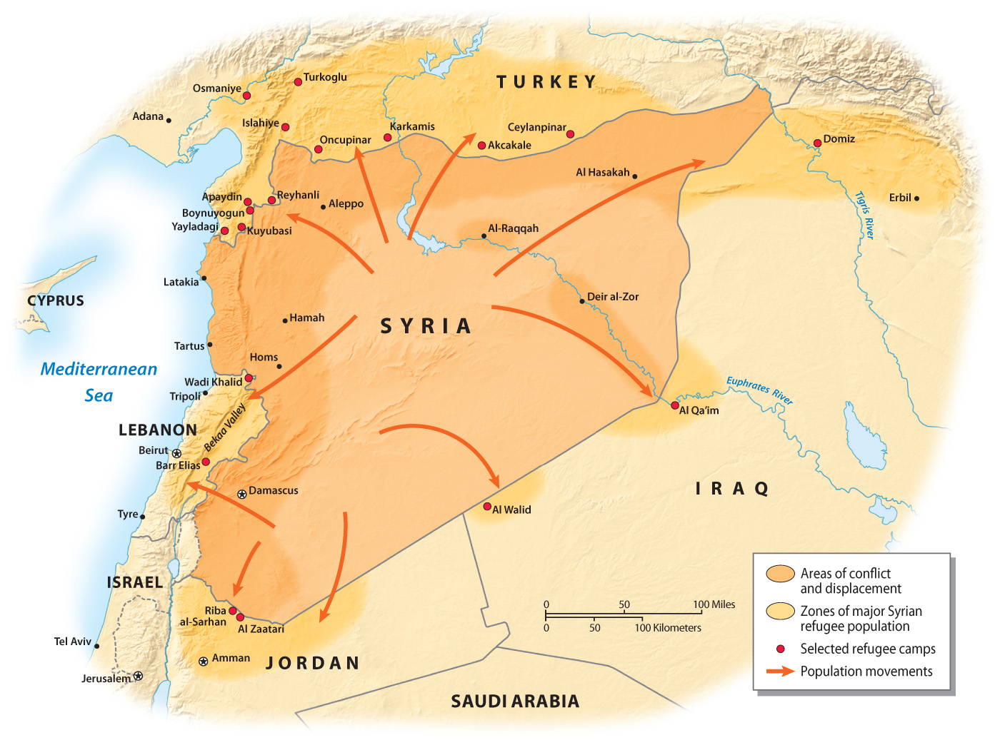 TURKEY
Turkoglu
Osmaniye
Adana
Islahiye
Oncupinar
Karkamis
Ceylanpinar
Akcakale
Domiz
Al Hasakah
Erbil
Tigris River
Apaydin
Reyhanli
Boynuyogun
Aleppo
Yayladagi
Kuyubasi
Al-Raqqah
Latakia
CYPRUS
Deir al-Zor
Hamah
SYRIA
Tartus
Homs
Mediterranean
Sea
Wadi Khalid
Tripoli
Euphrates River
Al Qa'im
LEBANON
Bekaa Valley
Beirut
Barr Elias
Damascus
IRAQ
Al Walid
Tyre
ISRAEL
Riba
al-Sarhan
Al Zaatari
Tel Aviv
Amman
JORDAN
Jerusalem
SAUDI ARABIA
0 50 100 Miles
0 50 100 Kilometers
Areas of conflict
and displacement
Zones of major Syrian
refugee population
Selected refugee camps
Population movements